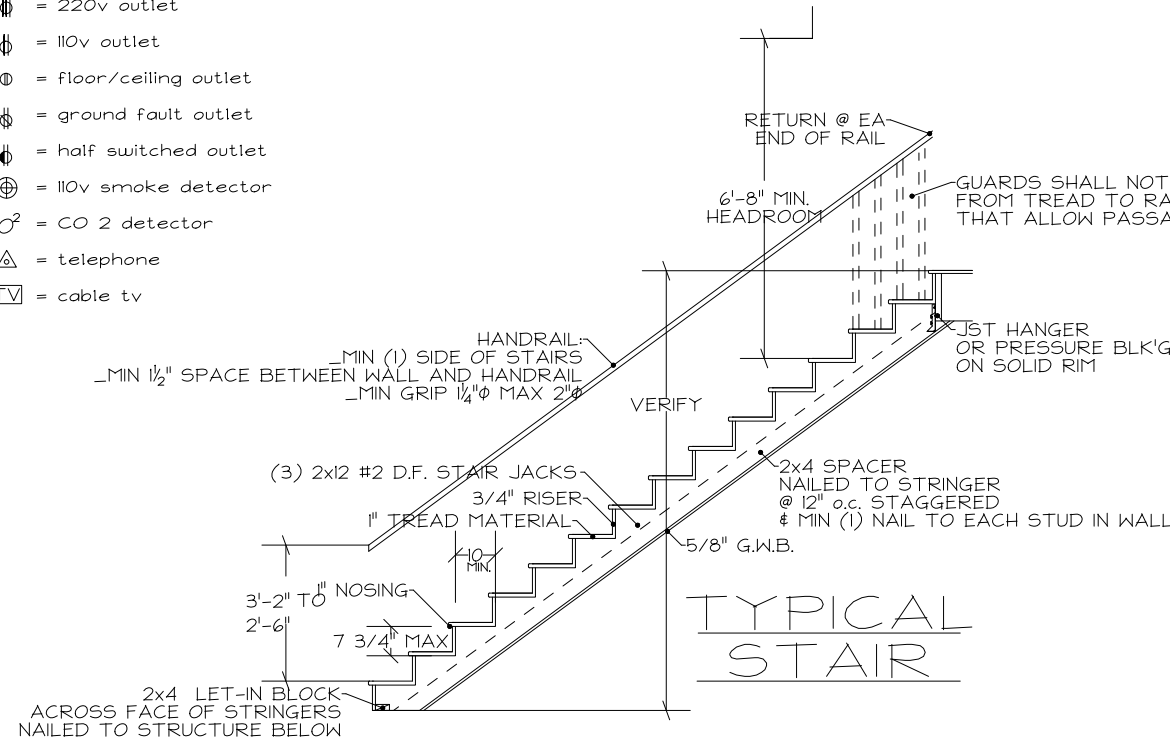 = 220v outlet
= 110v outlet
= floor/ceiling outlet
= ground fault outlet
= half switched outlet
= 110v smoke detector
2 = CO 2 detector
= telephone
TV = cable tv
RETURN @ EA
END OF RAIL
6'-8" MIN.
HEADROOM
GUARDS SHALL NOT
FROM TREAD TO RA
THAT ALLOW PASSA
HANDRAIL:
_MIN (1) SIDE OF STAIRS
_MIN 1½" SPACE BETWEEN WALL AND HANDRAIL
_MIN GRIP 1¼"Φ MAX 2"Φ
JST HANGER
OR PRESSURE BLK'G
ON SOLID RIM
VERIFY
(3) 2x12 #2 D.F. STAIR JACKS
3/4" RISER
1" TREAD MATERIAL
2x4 SPACER
NAILED TO STRINGER
@ 12" o.c. STAGGERED
¢ MIN (1) NAIL TO EACH STUD IN WALL
5/8" G.W.B.
10
MIN.
1" NOSING
3'-2" TO
2'-6"
7 3/4" MAX
TYPICAL
STAIR
2x4 LET-IN BLOCK
ACROSS FACE OF STRINGERS
NAILED TO STRUCTURE BELOW